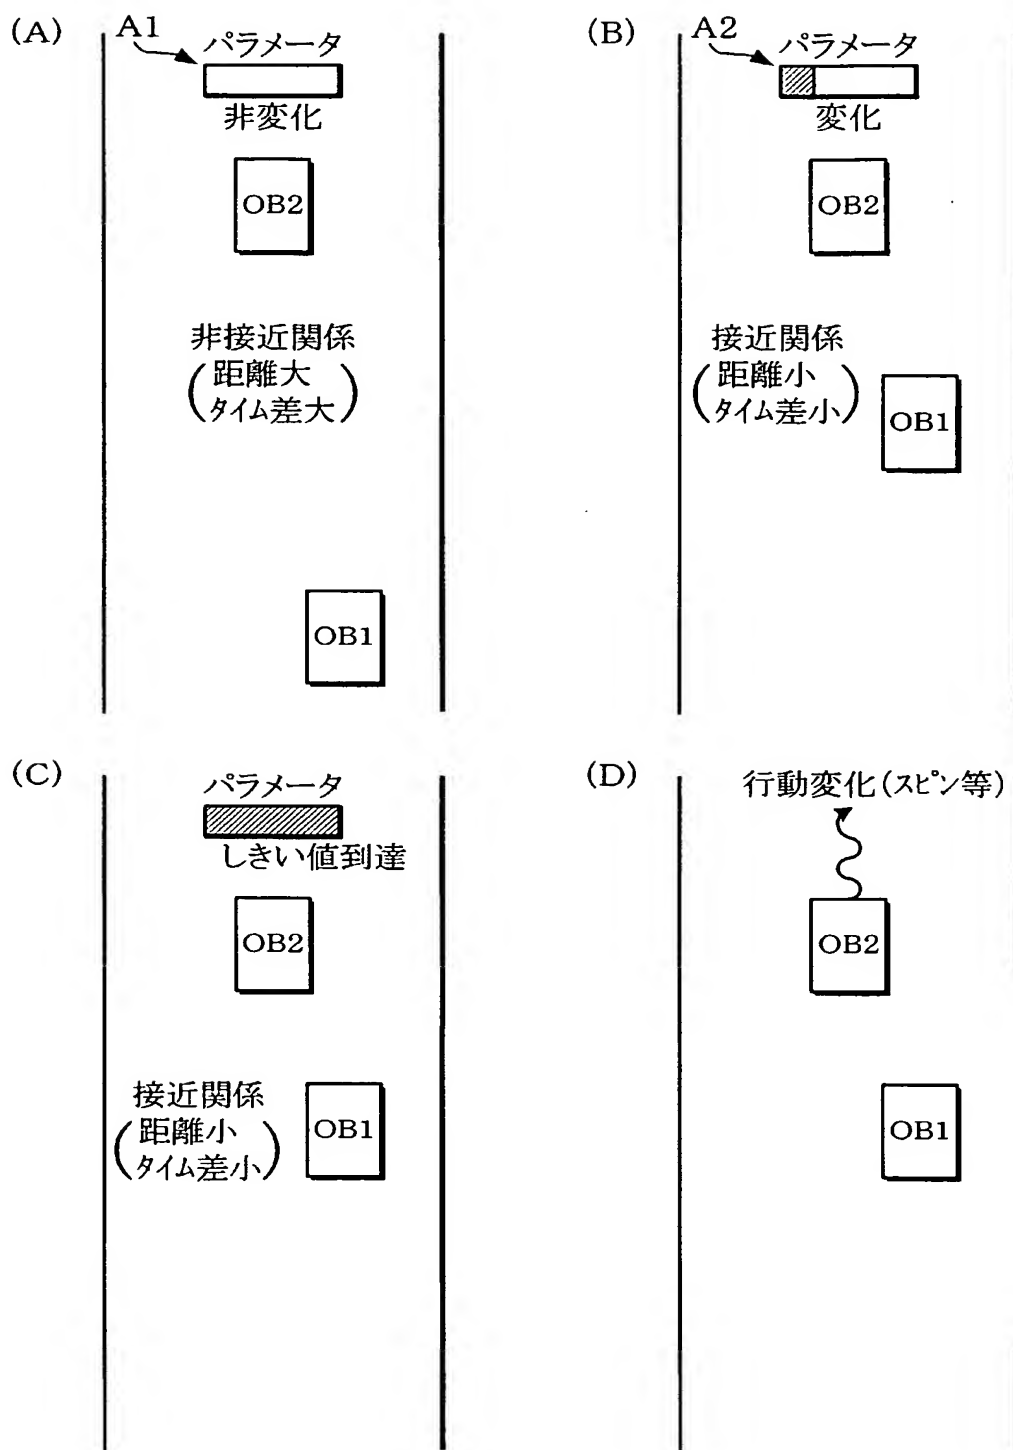 (A)
A1
パラメータ
非変化
OB2
非接近関係
(距離大
タイム差大)
OB1
(B)
A2
パラメータ
変化
OB2
接近関係
(距離小
タイム差小)
OB1
(C)
パラメータ
しきい値到達
OB2
接近関係
(距離小
タイム差小)
OB1
(D)
行動変化(スピン等)
OB2
OB1